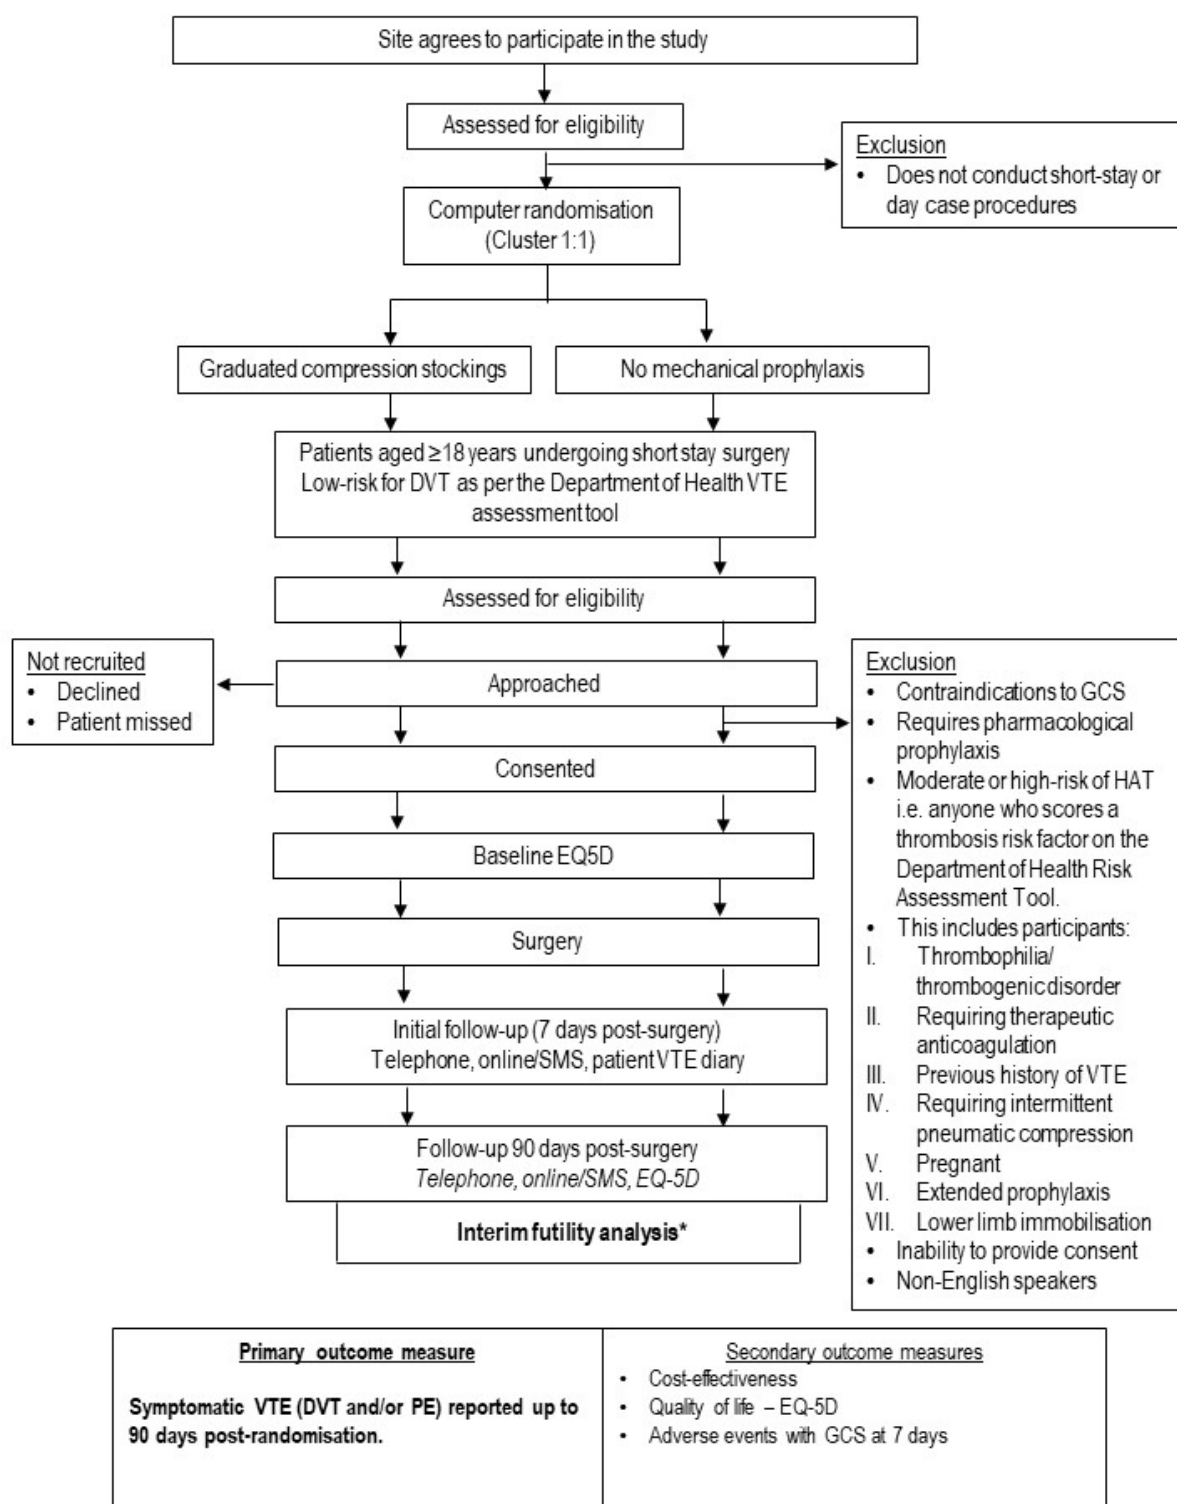 Site agrees to participate in the study
Assessed for eligibility
Exclusion
• Does not conduct short-stay or
day case procedures
Computer randomisation
(Cluster 1:1)
Graduated compression stockings
No mechanical prophylaxis
Patients aged ≥18 years undergoing short stay surgery
Low-risk for DVT as per the Department of Health VTE
assessment tool
Assessed for eligibility
Not recruited
• Declined
• Patient missed
Approached
Exclusion
• Contraindications to GCS
• Requires pharmacological
prophylaxis
• Moderate or high-risk of HAT
i.e. anyone who scores a
thrombosis risk factor on the
Department of Health Risk
Assessment Tool.
• This includes participants:
I. Thrombophilia/
thrombogenic disorder
II. Requiring therapeutic
anticoagulation
III. Previous history of VTE
IV. Requiring intermittent
pneumatic compression
V. Pregnant
VI. Extended prophylaxis
VII. Lower limb immobilisation
• Inability to provide consent
• Non-English speakers
Consented
Baseline EQ5D
Surgery
Initial follow-up (7 days post-surgery)
Telephone, online/SMS, patient VTE diary
Follow-up 90 days post-surgery
Telephone, online/SMS, EQ-5D
Interim futility analysis*
Primary outcome measure
Symptomatic VTE (DVT and/or PE) reported up to
90 days post-randomisation.
Secondary outcome measures
• Cost-effectiveness
• Quality of life – EQ-5D
• Adverse events with GCS at 7 days